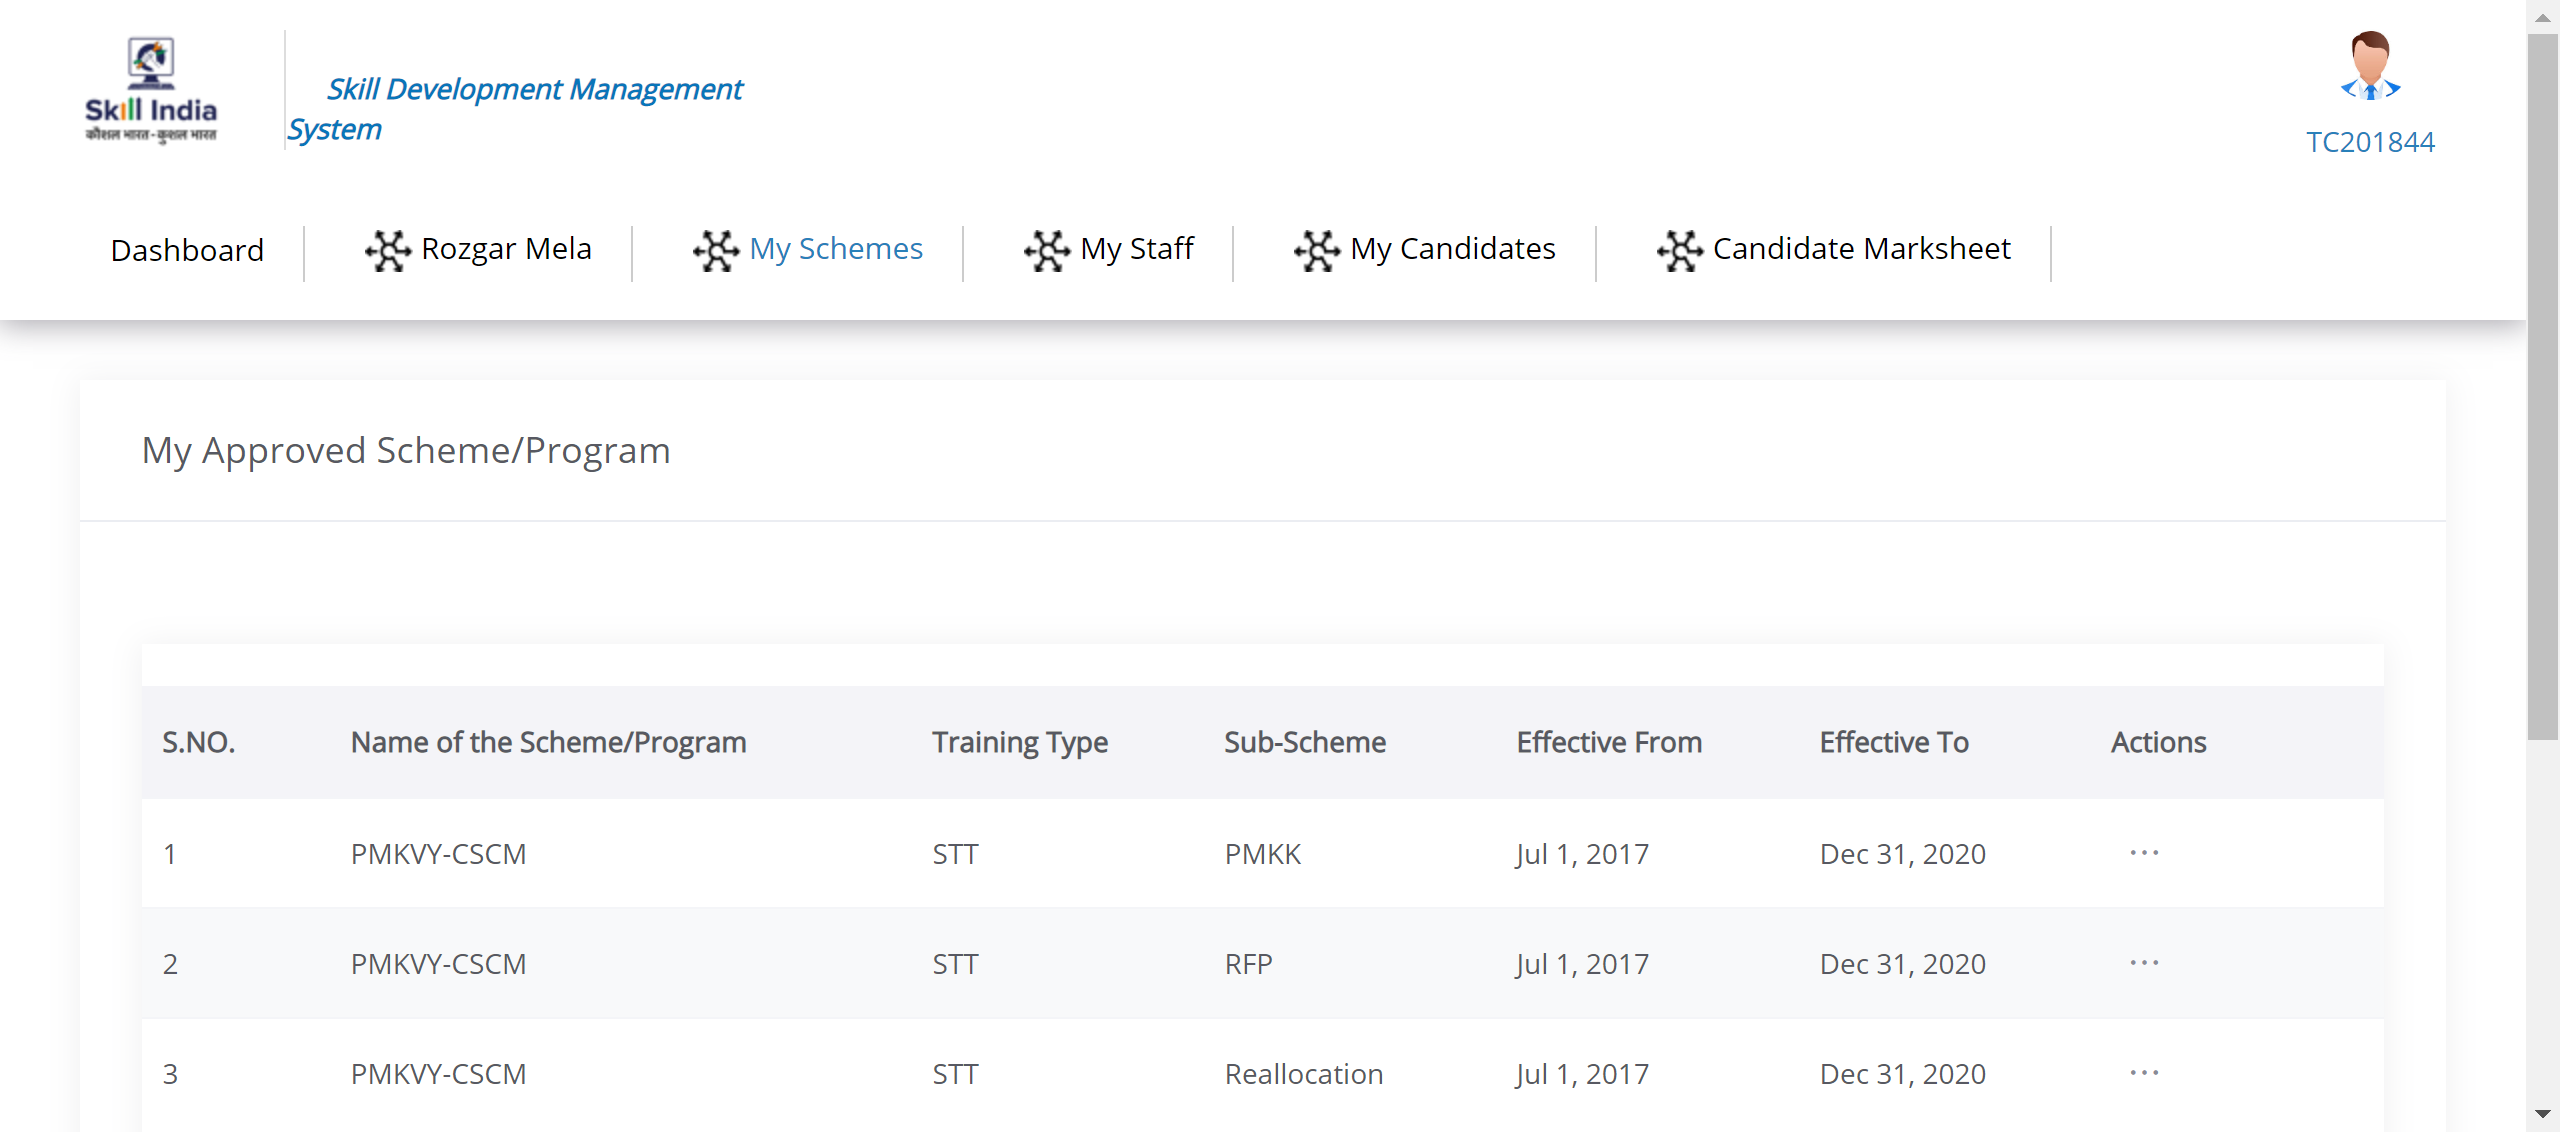 Skill India
कौशल भारत-कुशल भारत
Skill Development Management
System
TC201844
Dashboard Rozgar Mela My Schemes My Staff My Candidates Candidate Marksheet
My Approved Scheme/Program
S.NO. Name of the Scheme/Program Training Type Sub-Scheme Effective From Effective To Actions
1 PMKVY-CSCM STT PMKK Jul 1, 2017 Dec 31, 2020 ...
2 PMKVY-CSCM STT RFP Jul 1, 2017 Dec 31, 2020 ...
3 PMKVY-CSCM STT Reallocation Jul 1, 2017 Dec 31, 2020 ...